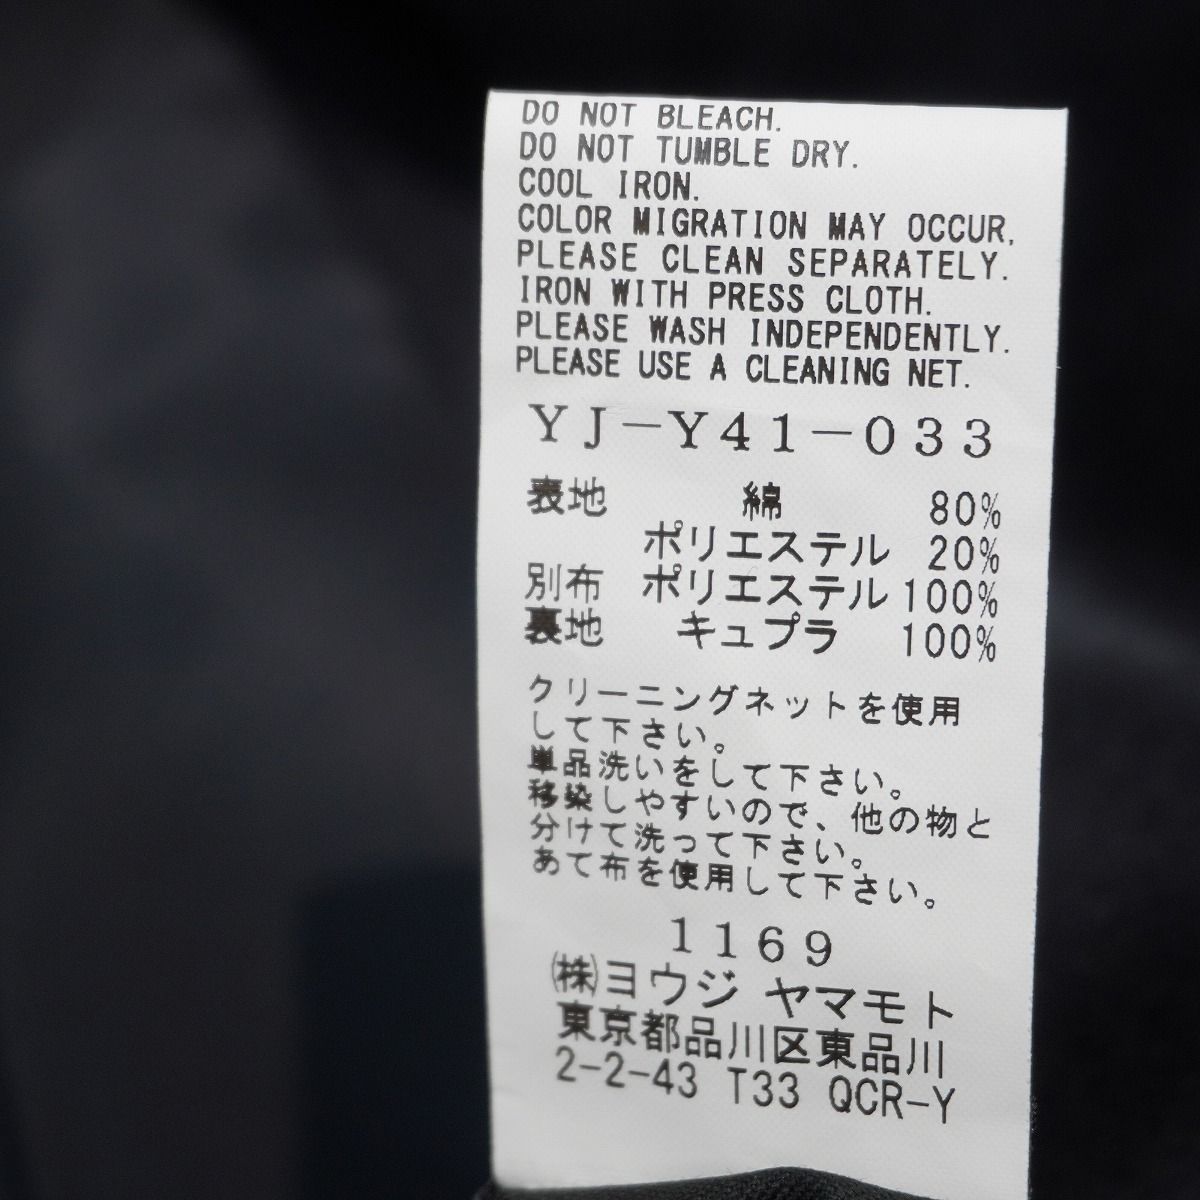 DO NOT BLEACH.
DO NOT TUMBLE DRY.
COOL IRON.
COLOR MIGRATION MAY OCCUR.
PLEASE CLEAN SEPARATELY.
IRON WITH PRESS CLOTH.
PLEASE WASH INDEPENDENTLY.
PLEASE USE A CLEANING NET.
YJ-Y41-033
表地 綿 80%
ポリエステル 20%
別布 ポリエステル 100%
裏地 キュプラ 100%
クリーニングネットを使用
して下さい。
単品洗いをして下さい。
移染しやすいので、他の物と
分けて洗って下さい。
あて布を使用して下さい。
1169
㈱ヨウジ ヤマモト
東京都品川区東品川
2-2-43 T33 QCR-Y